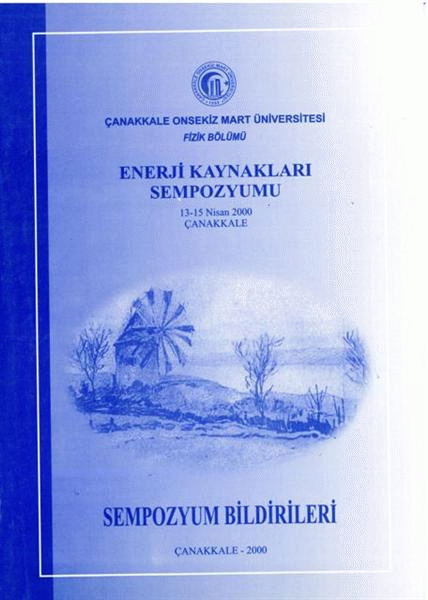 ÇANAKKALE ONSEKİZ MART ÜNİVERSİTESİ
FİZİK BÖLÜMÜ
ENERJİ KAYNAKLARI
SEMPOZYUMU
13-15 Nisan 2000
ÇANAKKALE
SEMPOZYUM BİLDİRİLERİ
ÇANAKKALE - 2000